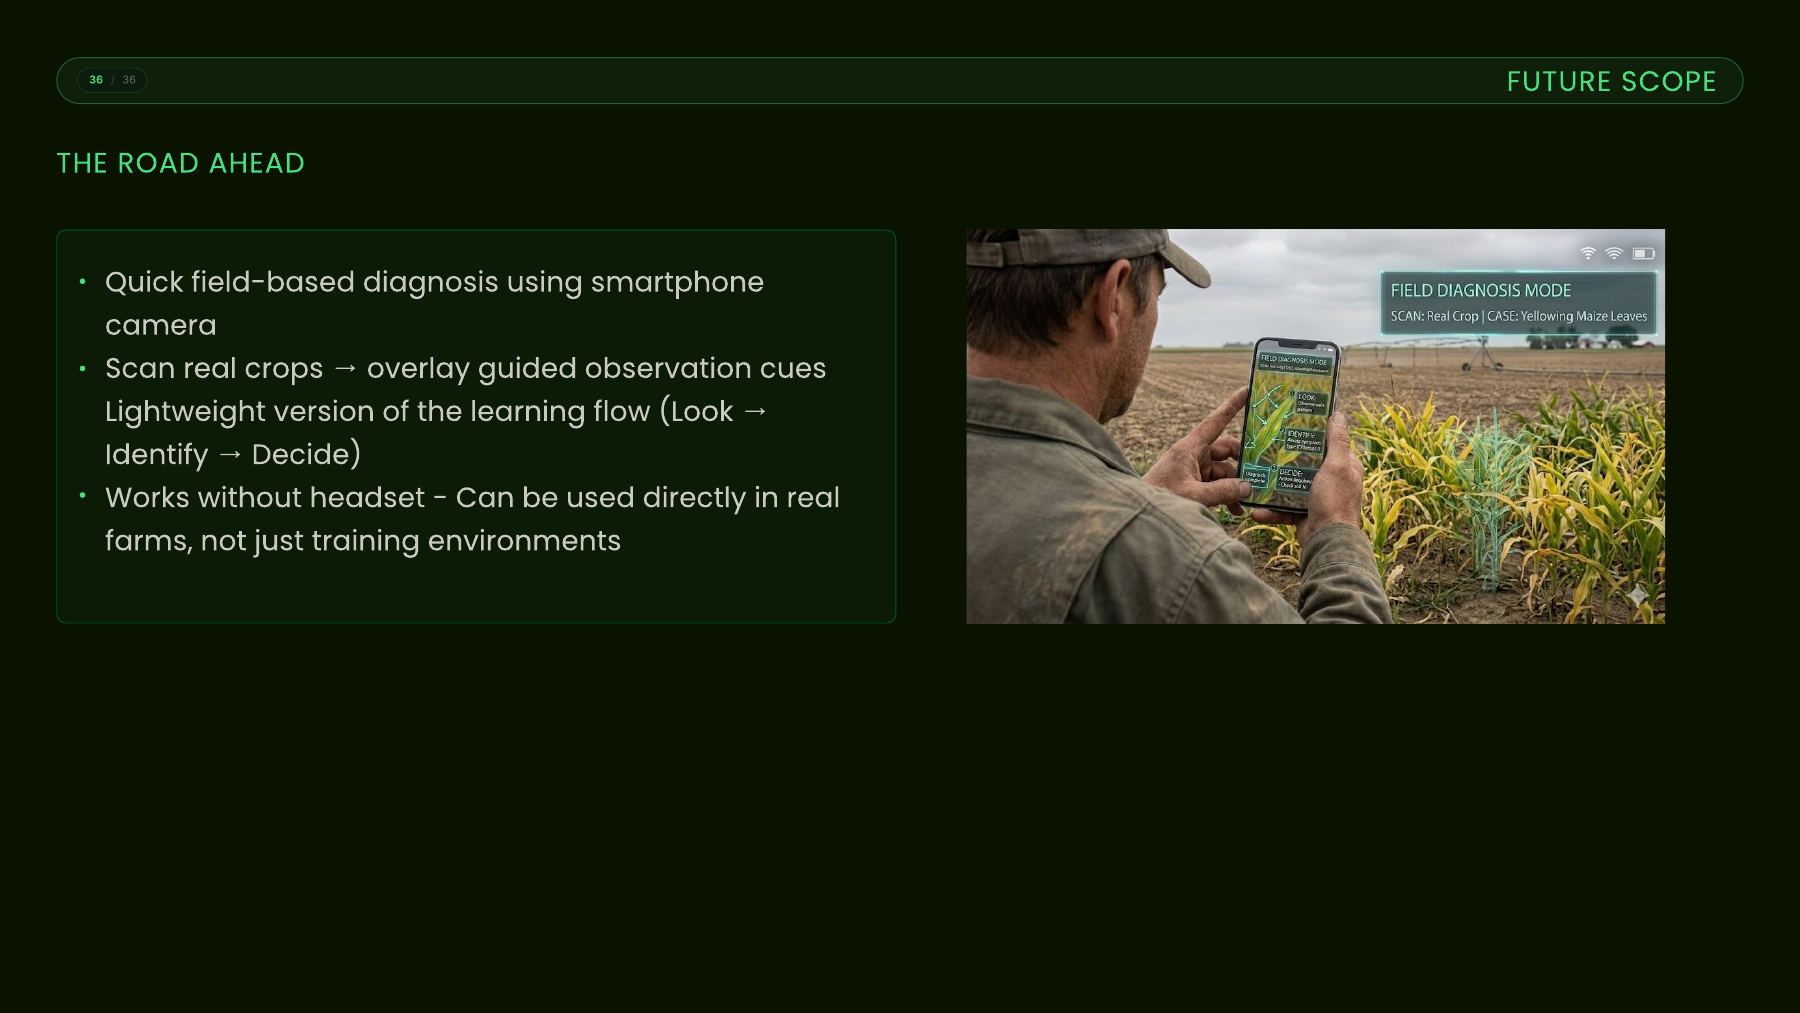 36 / 36
FUTURE SCOPE
THE ROAD AHEAD
• Quick field-based diagnosis using smartphone
camera
• Scan real crops → overlay guided observation cues
Lightweight version of the learning flow (Look →
Identify → Decide)
• Works without headset - Can be used directly in real
farms, not just training environments
FIELD DIAGNOSIS MODE
SCAN: Real Crop | CASE: Yellowing Maize Leaves
FIELD DIAGNOSIS MODE
LOOK:
IDENTIFY:
DECIDE: